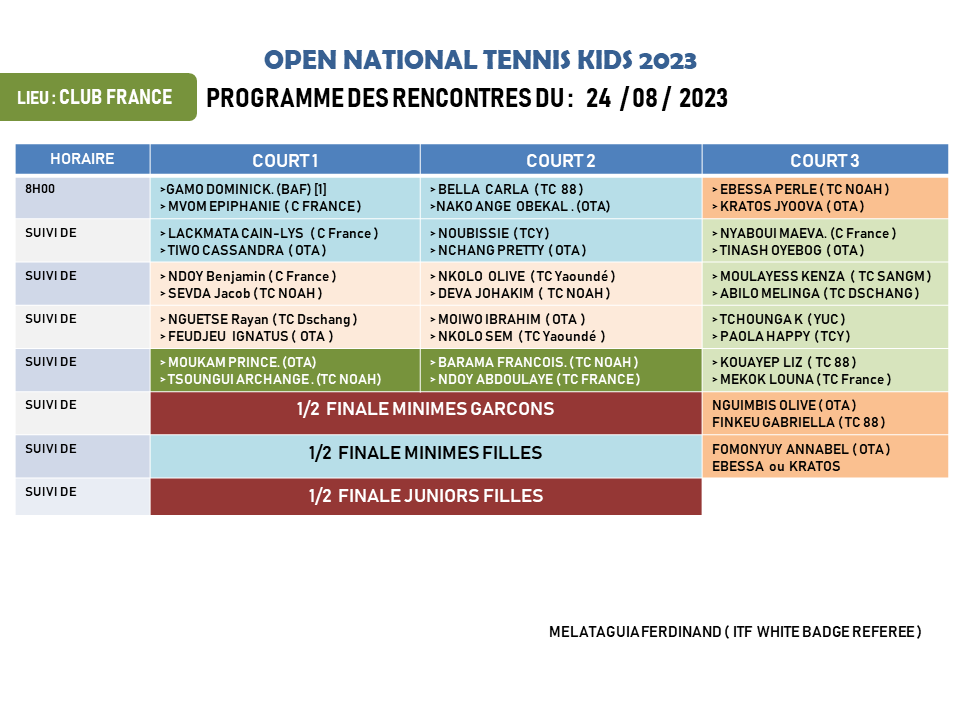 OPEN NATIONAL TENNIS KIDS 2023
LIEU : CLUB FRANCE
PROGRAMME DES RENCONTRES DU : 24 / 08 / 2023
HORAIRE COURT 1 COURT 2 COURT 3
8H00
>GAMO DOMINICK. (BAF) [1]
> MVOM EPIPHANIE ( C FRANCE )
> BELLA CARLA ( TC 88 )
>NAKO ANGE OBEKAL . (OTA)
> EBESSA PERLE ( TC NOAH )
> KRATOS JYOOVA ( OTA )
SUIVI DE
> LACKMATA CAIN-LYS ( C France )
> TIWO CASSANDRA ( OTA )
> NOUBISSIE (TCY)
> NCHANG PRETTY ( OTA )
> NYABOUI MAEVA. (C France )
> TINASH OYEBOG ( OTA )
SUIVI DE
> NDOY Benjamin ( C France )
> SEVDA Jacob ( TC NOAH )
> NKOLO OLIVE ( TC Yaoundé )
> DEVA JOHAKIM ( TC NOAH )
> MOULAYESS KENZA ( TC SANGM )
> ABILO MELINGA ( TC DSCHANG )
SUIVI DE
> NGUETSE Rayan ( TC Dschang )
> FEUDJEU IGNATUS ( OTA )
> MOIWO IBRAHIM ( OTA )
> NKOLO SEM ( TC Yaoundé )
> TCHOUNGA K ( YUC )
> PAOLA HAPPY ( TCY )
SUIVI DE
> MOUKAM PRINCE. (OTA)
> TSOUNGUI ARCHANGE . (TC NOAH)
> BARAMA FRANCOIS. ( TC NOAH )
> NDOY ABDOULAYE ( TC FRANCE )
> KOUAYEP LIZ ( TC 88 )
> MEKOK LOUNA ( TC France )
SUIVI DE
1/2 FINALE MINIMES GARCONS
NGUIMBIS OLIVE ( OTA )
FINKEU GABRIELLA ( TC 88 )
SUIVI DE
1/2 FINALE MINIMES FILLES
FOMONYUY ANNABEL ( OTA )
EBESSA ou KRATOS
SUIVI DE
1/2 FINALE JUNIORS FILLES
MELATAGUIA FERDINAND ( ITF WHITE BADGE REFEREE )